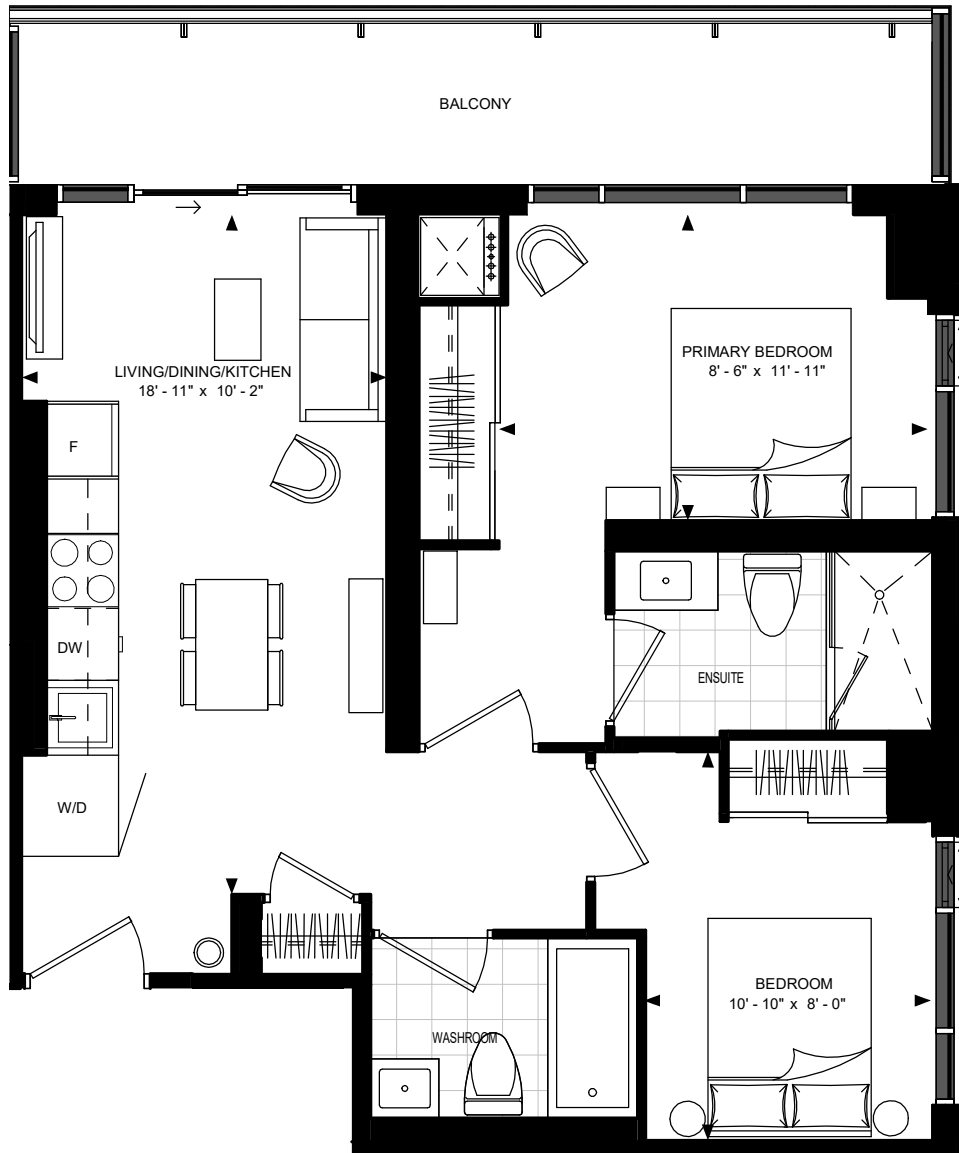 BALCONY
LIVING/DINING/KITCHEN
18' - 11" x 10' - 2"
PRIMARY BEDROOM
8' - 6" x 11' - 11"
F
DW
ENSUITE
W/D
BEDROOM
10' - 10" x 8' - 0"
WASHROOM